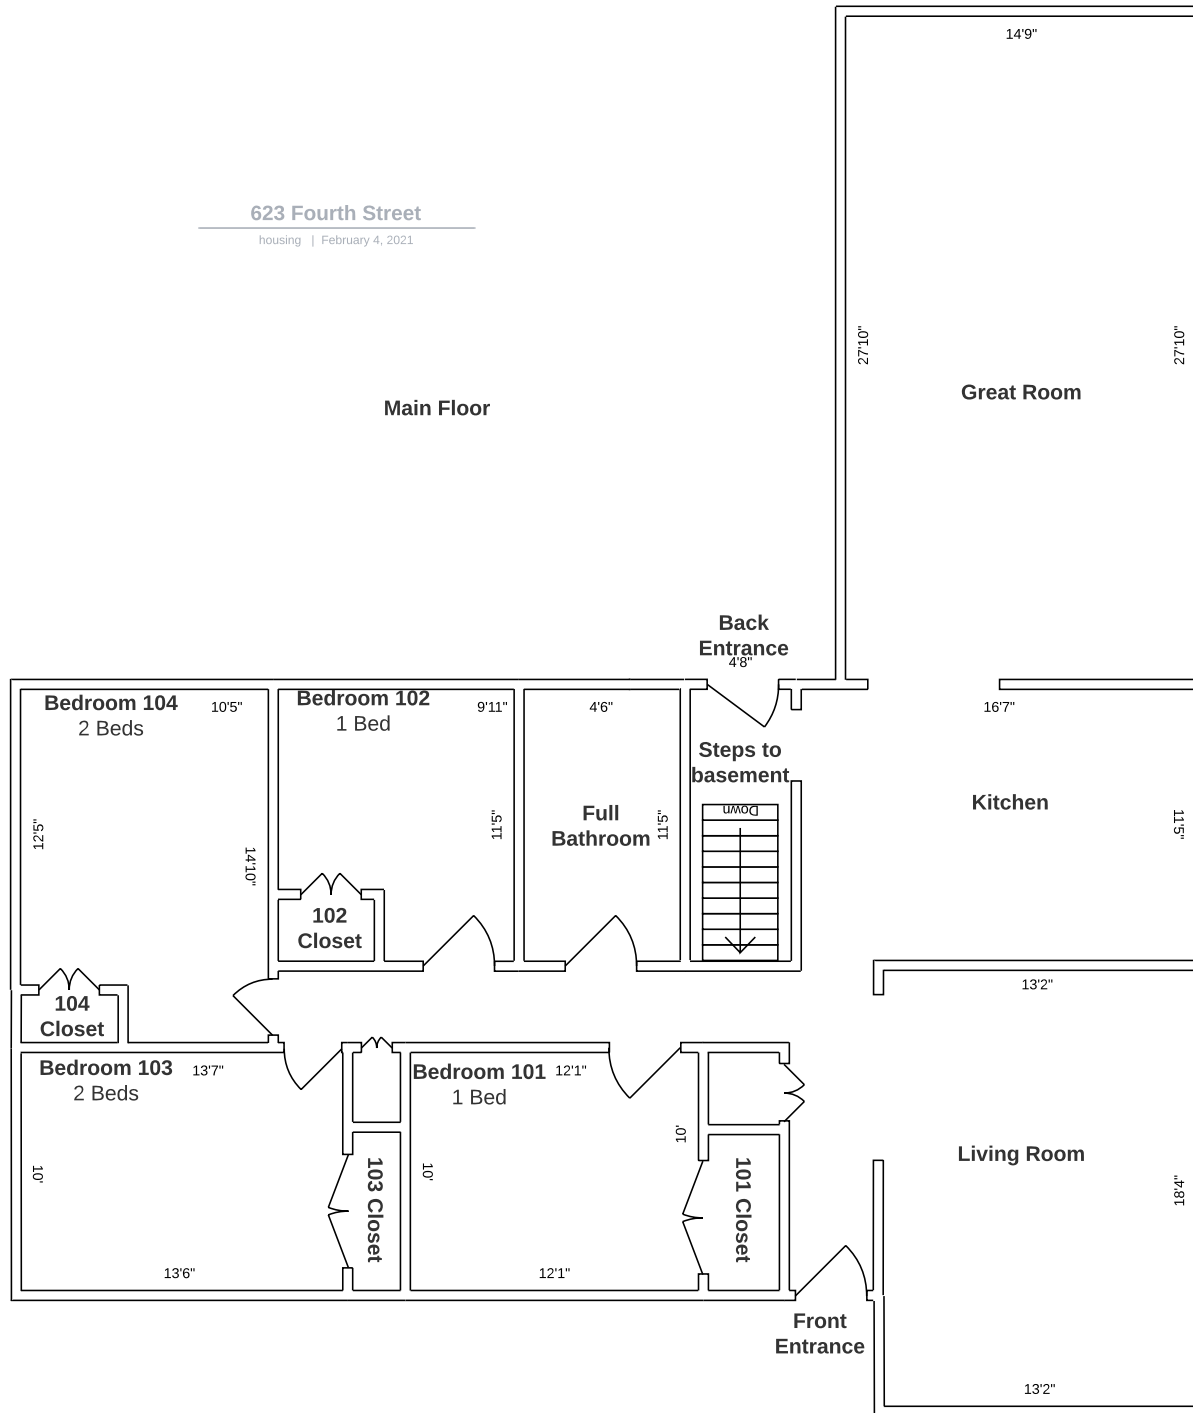 14'9"
623 Fourth Street
housing | February 4, 2021
27'10"
27'10"
Great Room
Main Floor
Back
Entrance
4'8"
Bedroom 104
2 Beds
10'5"
Bedroom 102
1 Bed
9'11"
4'6"
16'7"
Steps to
basement
Down
Kitchen
Full
Bathroom
12'5"
14'10"
11'5"
11'5"
11'5"
102
Closet
104
Closet
13'2"
Bedroom 103
2 Beds
13'7"
Bedroom 101
1 Bed
12'1"
10'
10'
10'
103 Closet
101 Closet
Living Room
18'4"
13'6"
12'1"
Front
Entrance
13'2"